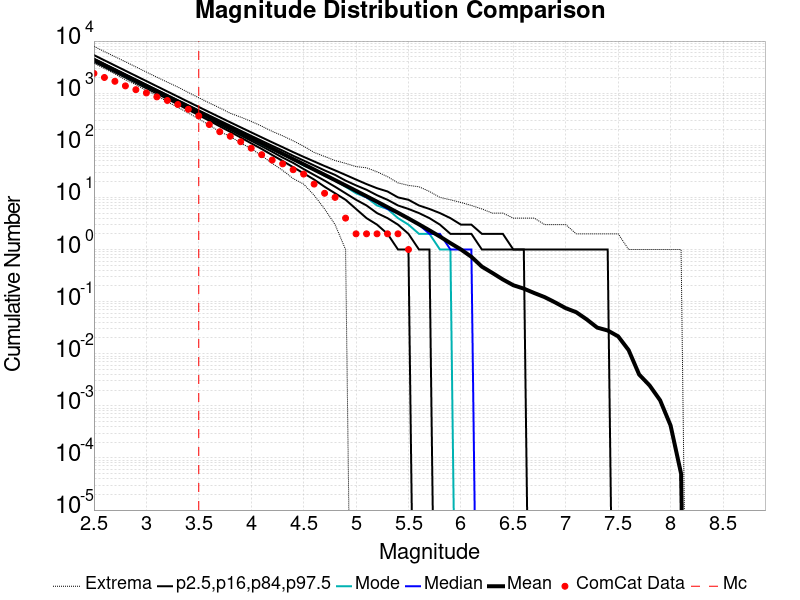 Magnitude Distribution Comparison
10^4
10^3
10^2
10^1
10^0
10^-1
10^-2
10^-3
10^-4
10^-5
Cumulative Number
2.5 3 3.5 4 4.5 5 5.5 6 6.5 7 7.5 8 8.5
Magnitude
Extrema p2.5,p16,p84,p97.5 Mode Median Mean ComCat Data Mc